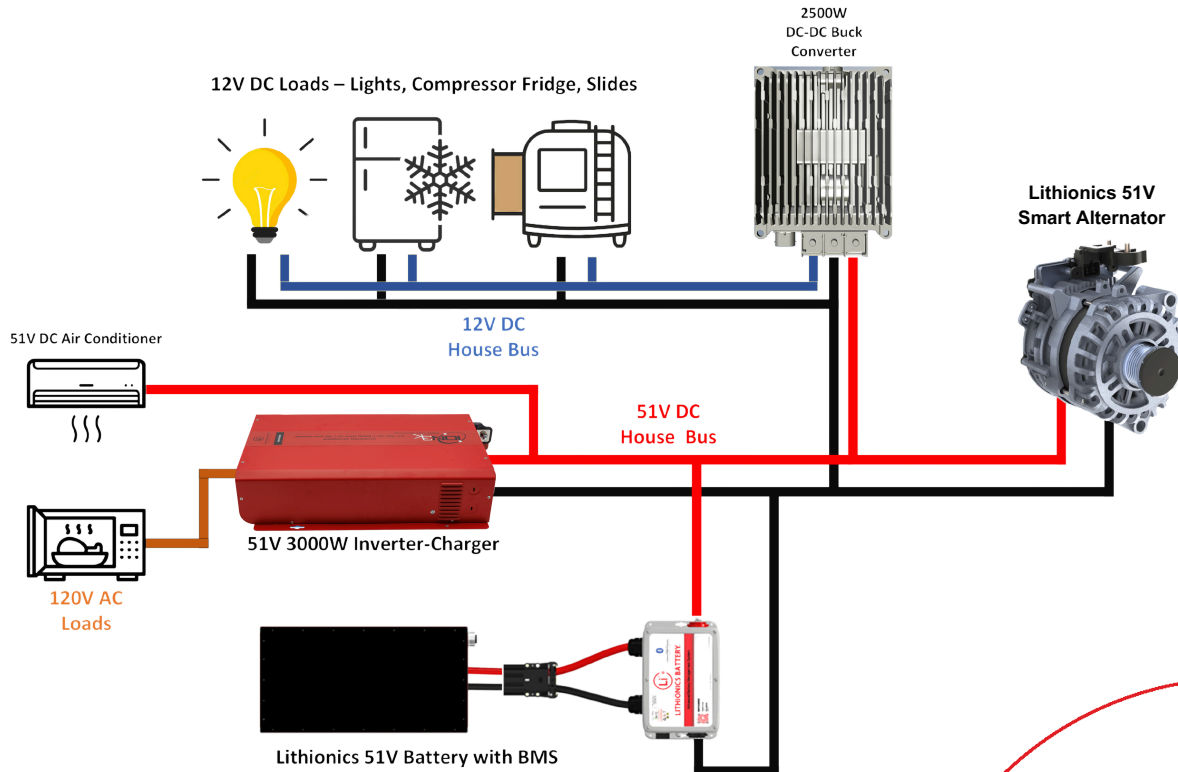 2500W
DC-DC Buck
Converter
12V DC Loads – Lights, Compressor Fridge, Slides
Lithionics 51V
Smart Alternator
12V DC
House Bus
51V DC Air Conditioner
51V DC
House Bus
51V 3000W Inverter-Charger
120V AC
Loads
Li
LITHIONICS BATTERY
Lithionics 51V Battery with BMS